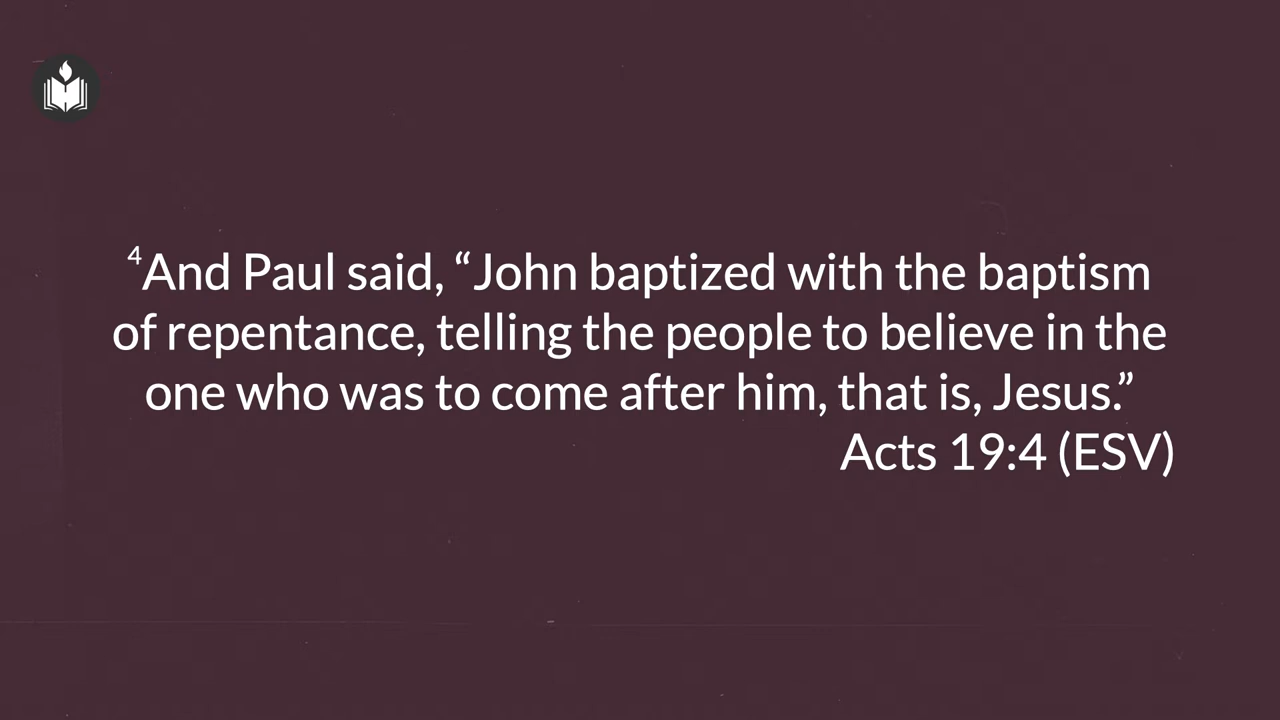 ⁴And Paul said, “John baptized with the baptism
of repentance, telling the people to believe in the
one who was to come after him, that is, Jesus.”
Acts 19:4 (ESV)